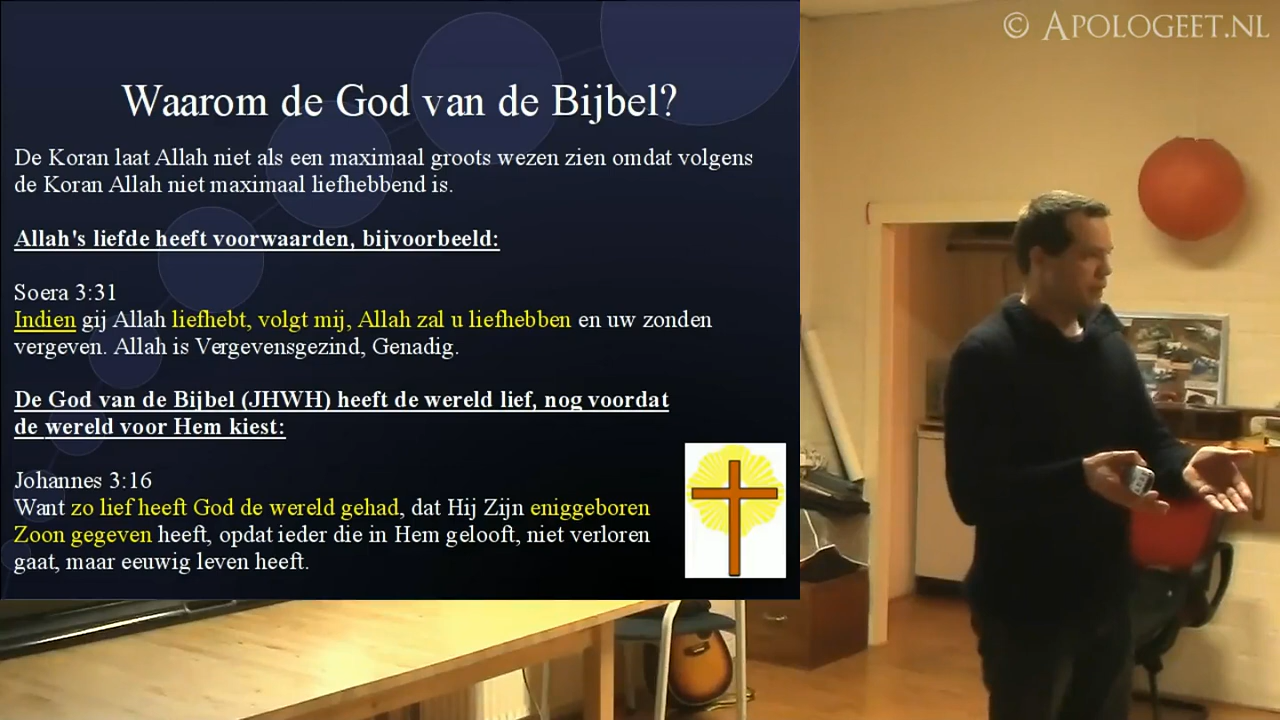 © APOLOGEET.NL
Waarom de God van de Bijbel?
De Koran laat Allah niet als een maximaal groots wezen zien omdat volgens
de Koran Allah niet maximaal liefhebbend is.
Allah's liefde heeft voorwaarden, bijvoorbeeld:
Soera 3:31
Indien gij Allah liefhebt, volgt mij, Allah zal u liefhebben en uw zonden
vergeven. Allah is Vergevensgezind, Genadig.
De God van de Bijbel (JHWH) heeft de wereld lief, nog voordat
de wereld voor Hem kiest:
Johannes 3:16
Want zo lief heeft God de wereld gehad, dat Hij Zijn eniggeboren
Zoon gegeven heeft, opdat ieder die in Hem gelooft, niet verloren
gaat, maar eeuwig leven heeft.